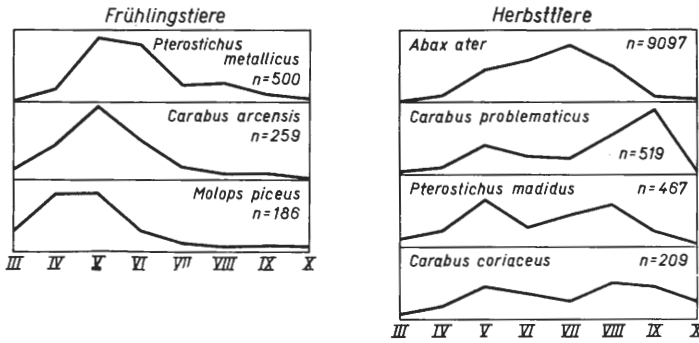 Frühlingstiere
Pterostichus
metallicus
n=500
Carabus arcensis
n=259
Molops piceus
n=186
III IV V VI VII VIII IX X
Herbsttiere
Abax ater n=9097
Carabus problematicus
n=519
Pterostichus madidus n=467
Carabus coriaceus n=209
III IV V VI VII VIII IX X